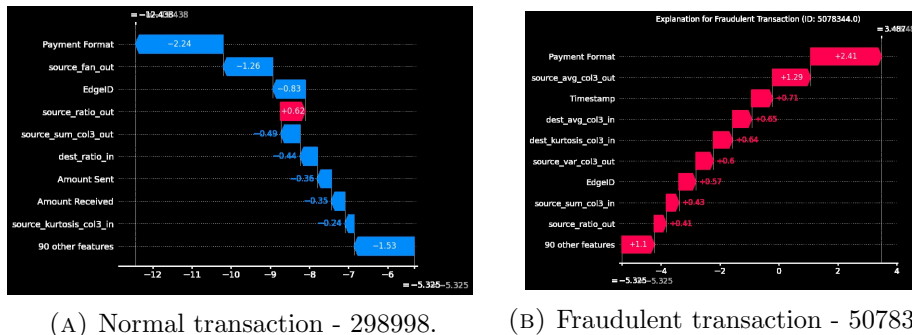 = −12.438
Payment Format
−2.24
source_fan_out
−1.26
EdgeID
−0.83
source_ratio_out
+0.62
source_sum_col3_out
−0.49
dest_ratio_in
−0.44
Amount Sent
−0.36
Amount Received
−0.35
source_kurtosis_col3_in
−0.24
90 other features
−1.53
−12 −11 −10 −9 −8 −7 −6
= −5.325
(A) Normal transaction - 298998.
Explanation for Fraudulent Transaction (ID: 5078344.0)
Payment Format
+2.41
source_avg_col3_out
+1.29
Timestamp
+0.71
dest_avg_col3_in
+0.65
dest_kurtosis_col3_in
+0.64
source_var_col3_out
+0.6
EdgeID
+0.57
source_sum_col3_in
+0.43
source_ratio_out
+0.41
90 other features
+1.1
−4 −2 0 2 4
= −5.325
(B) Fraudulent transaction - 50783